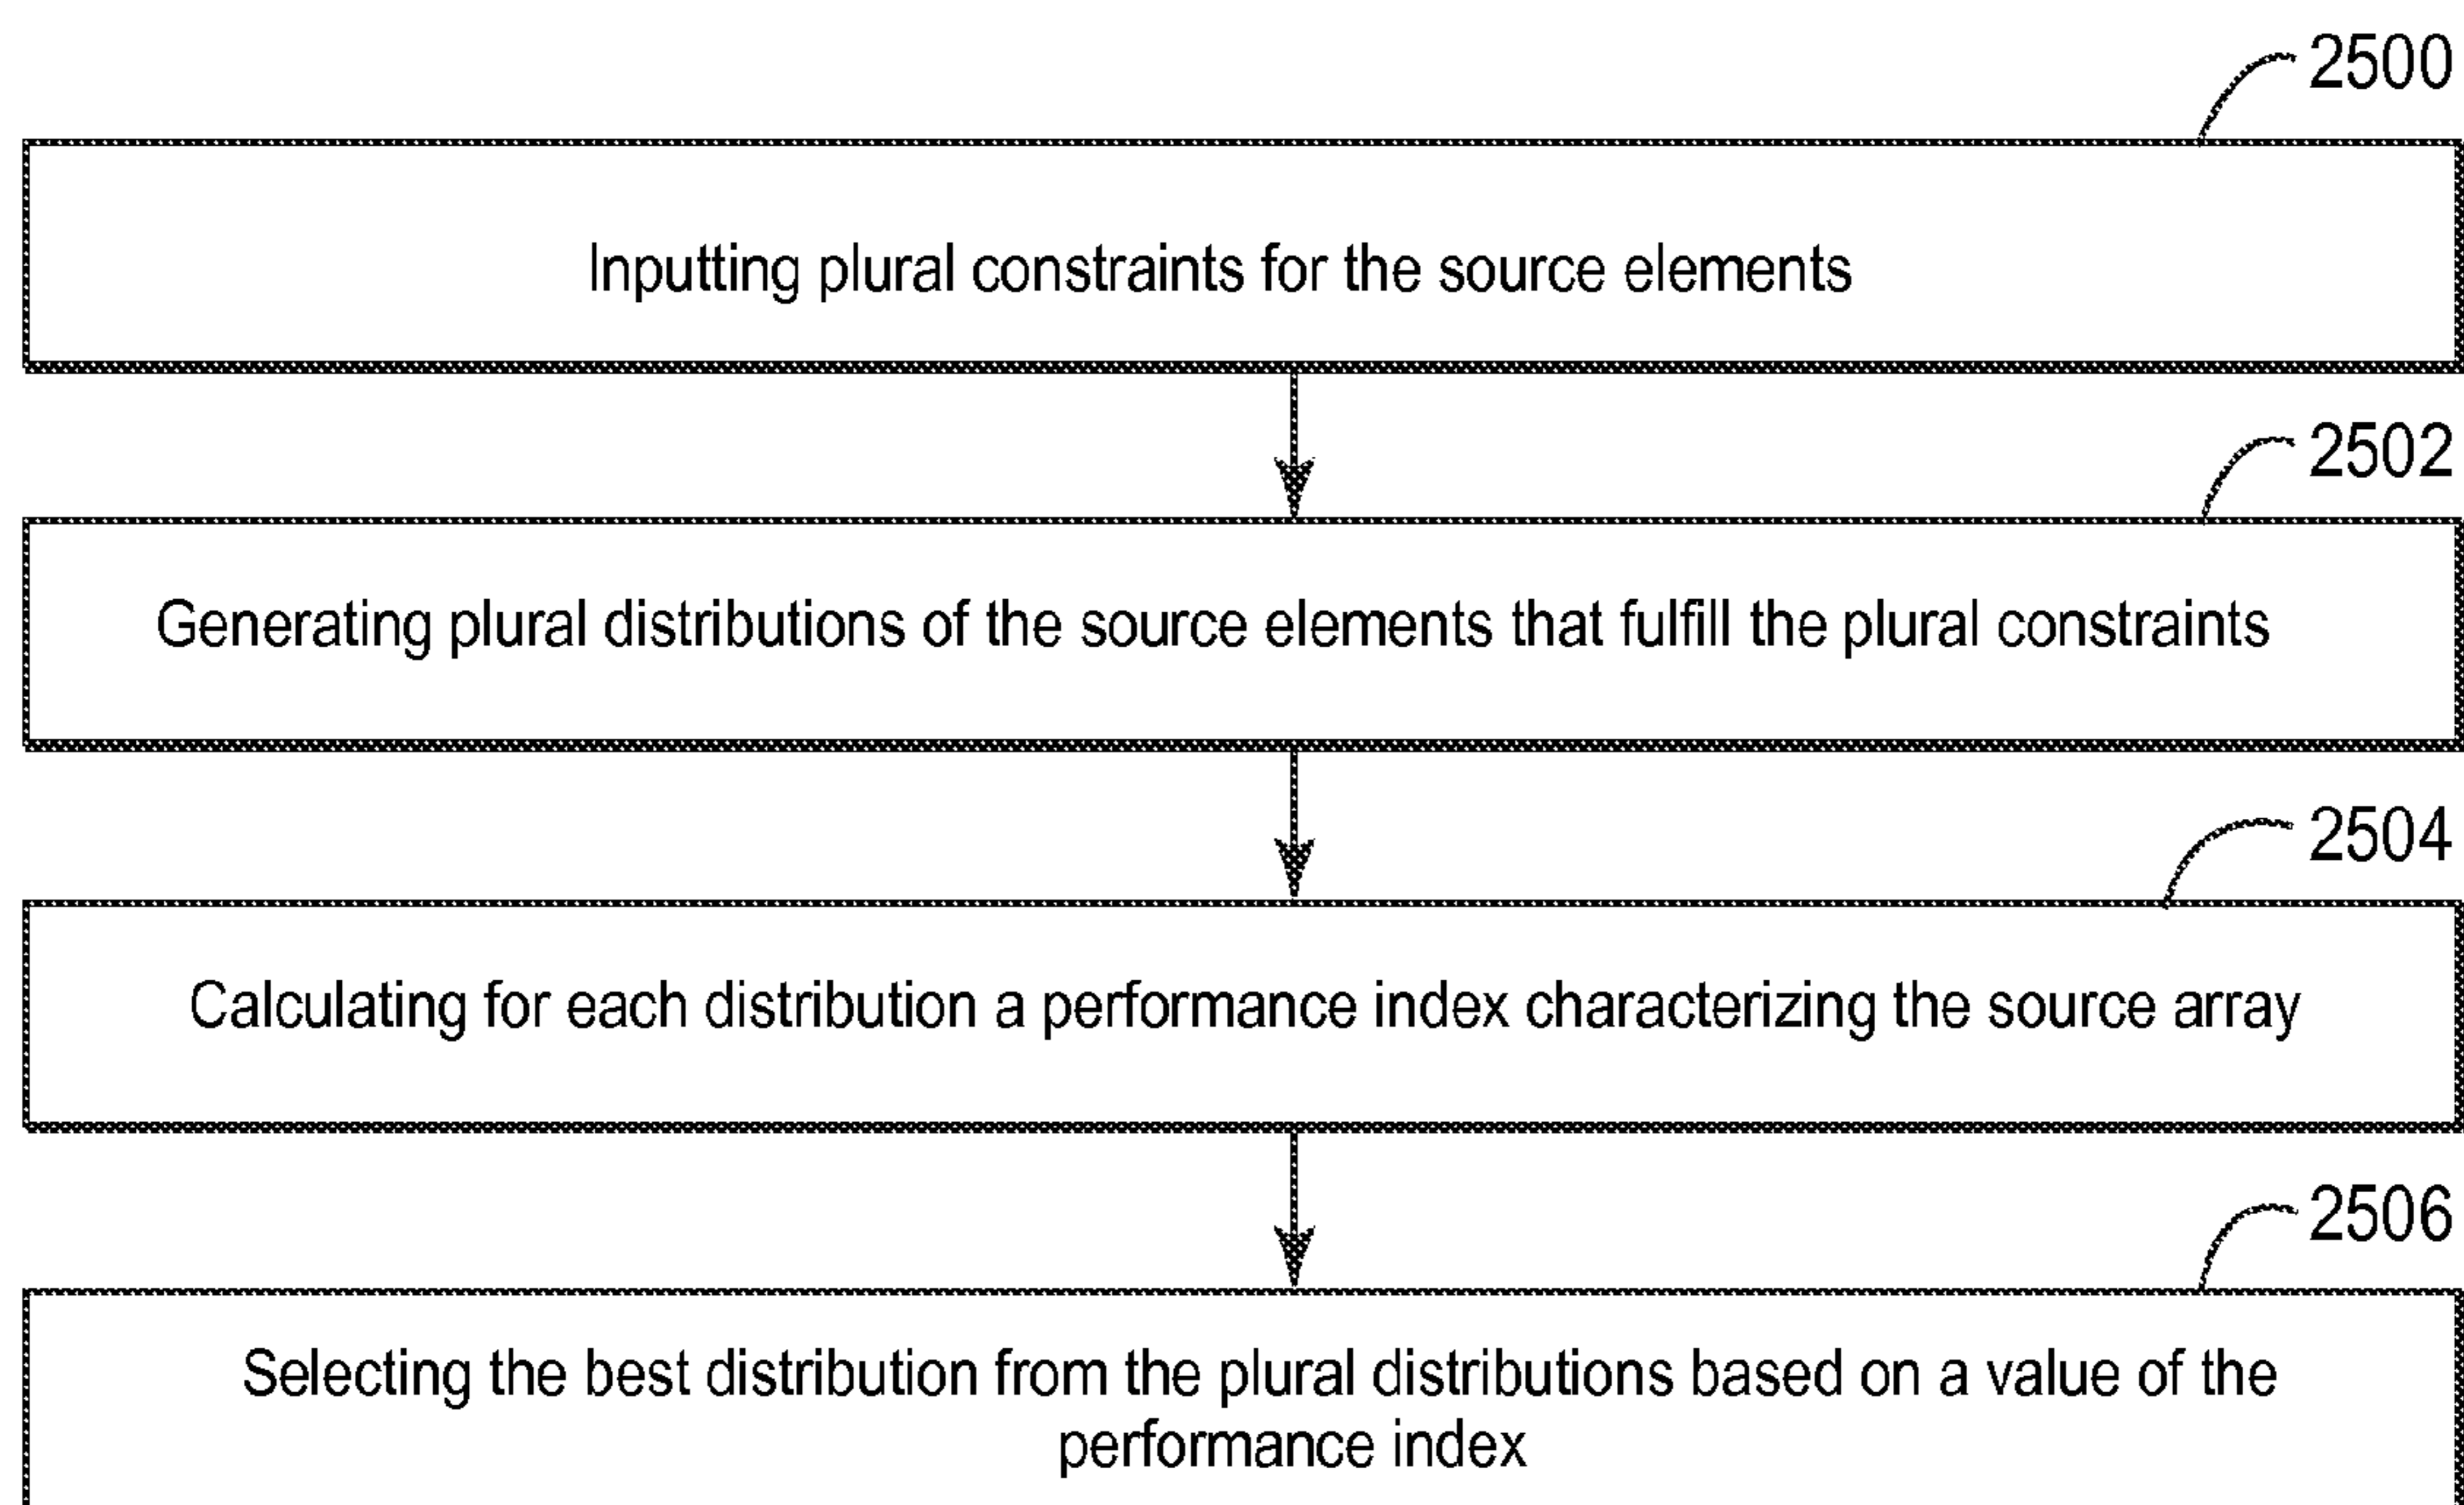 2500
Inputting plural constraints for the source elements
2502
Generating plural distributions of the source elements that fulfill the plural constraints
2504
Calculating for each distribution a performance index characterizing the source array
2506
Selecting the best distribution from the plural distributions based on a value of the
performance index